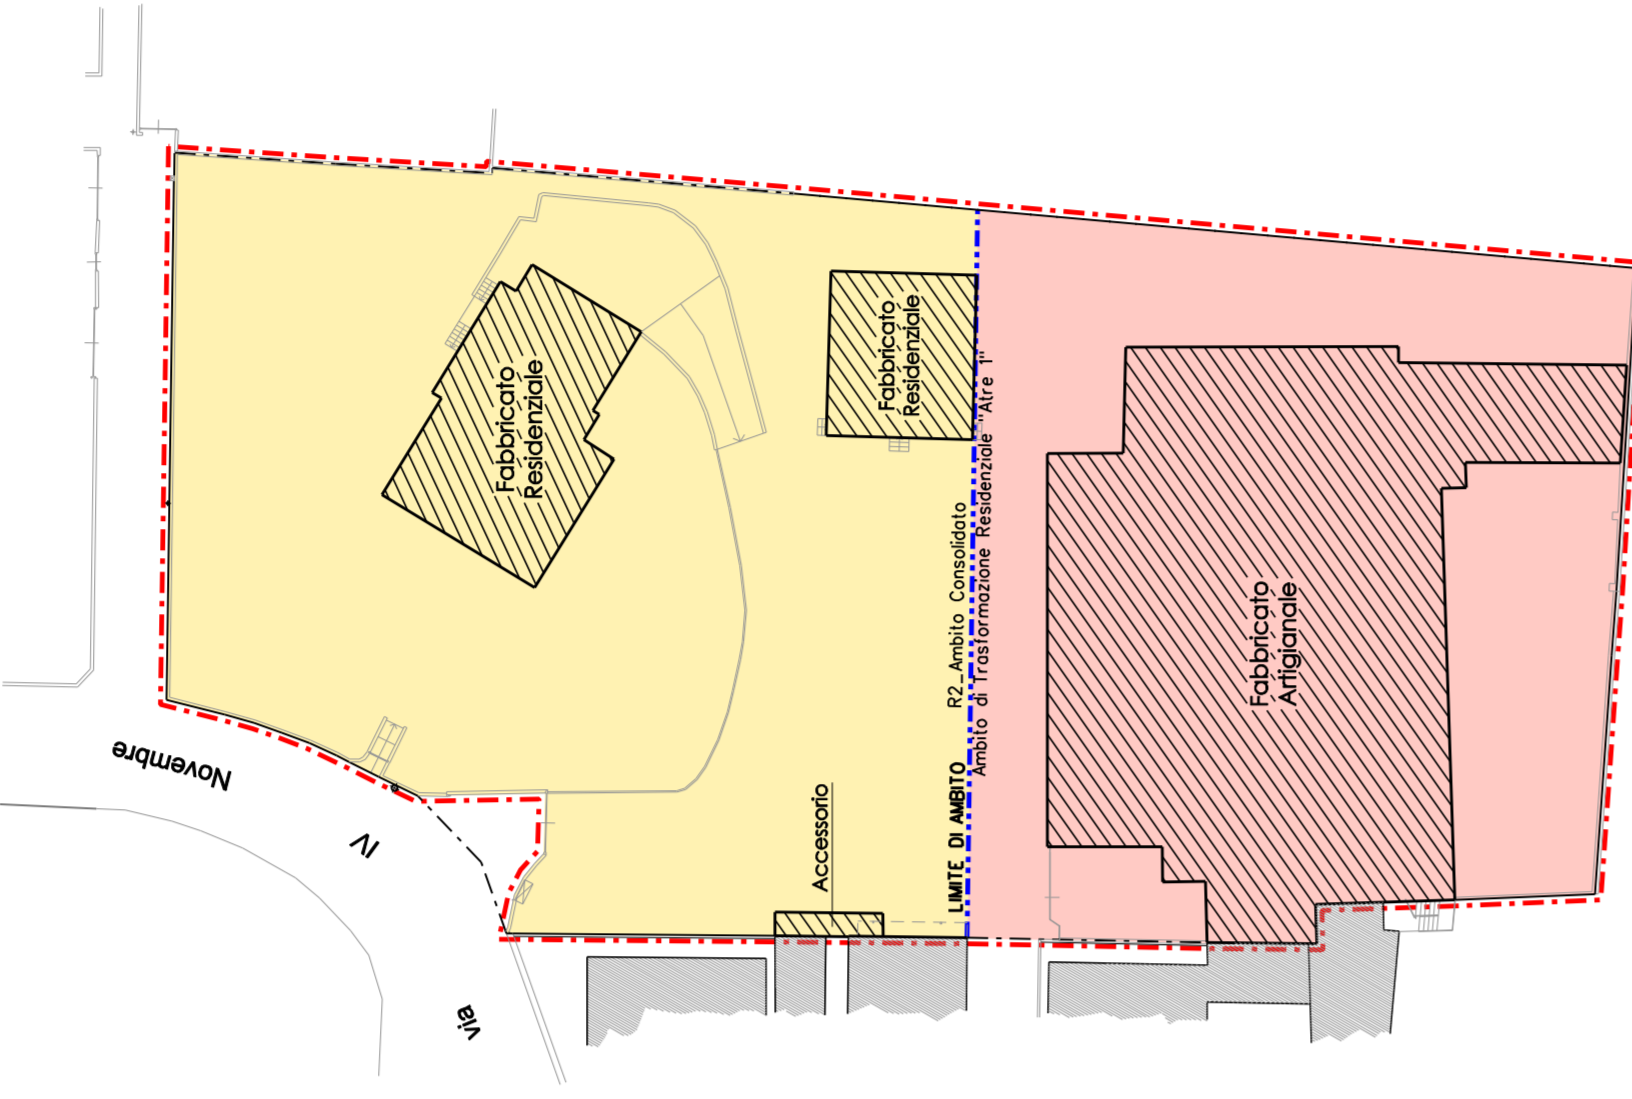 Fabbricato
Residenziale
Fabbricato
Residenziale
R2_Ambito Consolidato
Ambito di Trasformazione Residenziale "Atre 1"
LIMITE DI AMBITO
Fabbricato
Artigianale
Accessorio
via
IV
Novembre